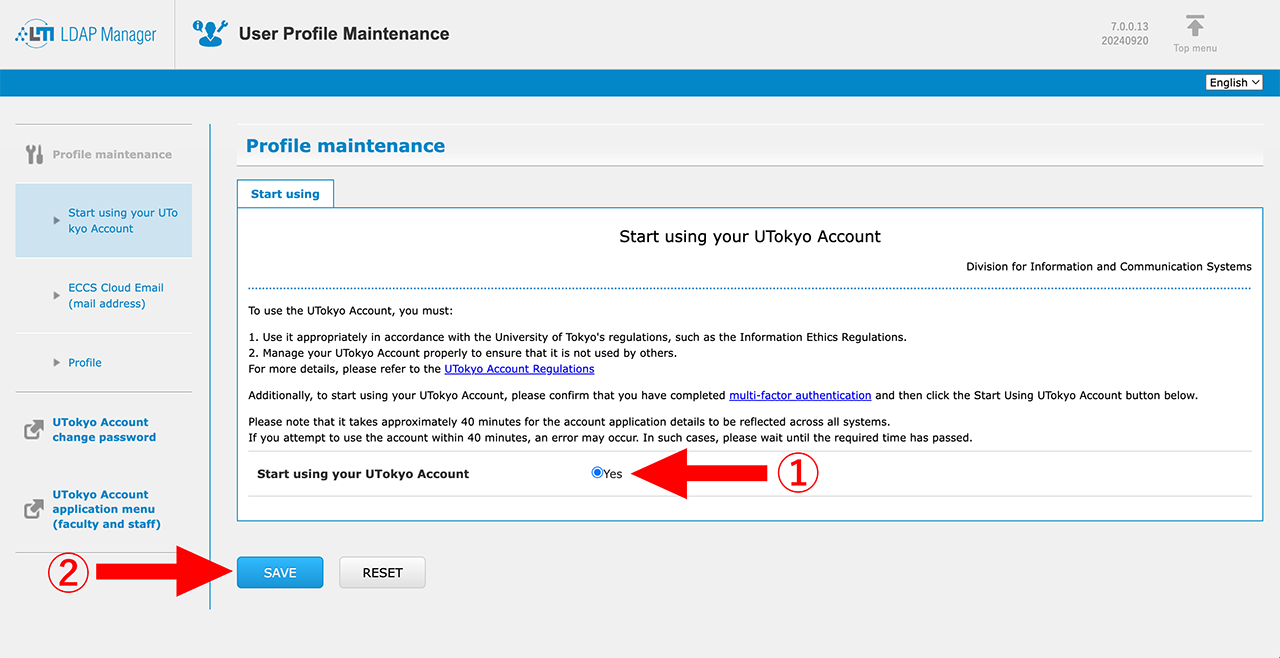 LTI LDAP Manager
User Profile Maintenance
7.0.0.13
20240920
Top menu
English
Profile maintenance
Start using your UTo
kyo Account
ECCS Cloud Email
(mail address)
Profile
UTokyo Account
change password
UTokyo Account
application menu
(faculty and staff)
Profile maintenance
Start using
Start using your UTokyo Account
Division for Information and Communication Systems
To use the UTokyo Account, you must:
1. Use it appropriately in accordance with the University of Tokyo's regulations, such as the Information Ethics Regulations.
2. Manage your UTokyo Account properly to ensure that it is not used by others.
For more details, please refer to the UTokyo Account Regulations
Additionally, to start using your UTokyo Account, please confirm that you have completed multi-factor authentication and then click the Start Using UTokyo Account button below.
Please note that it takes approximately 40 minutes for the account application details to be reflected across all systems.
If you attempt to use the account within 40 minutes, an error may occur. In such cases, please wait until the required time has passed.
Start using your UTokyo Account Yes ①
② SAVE RESET